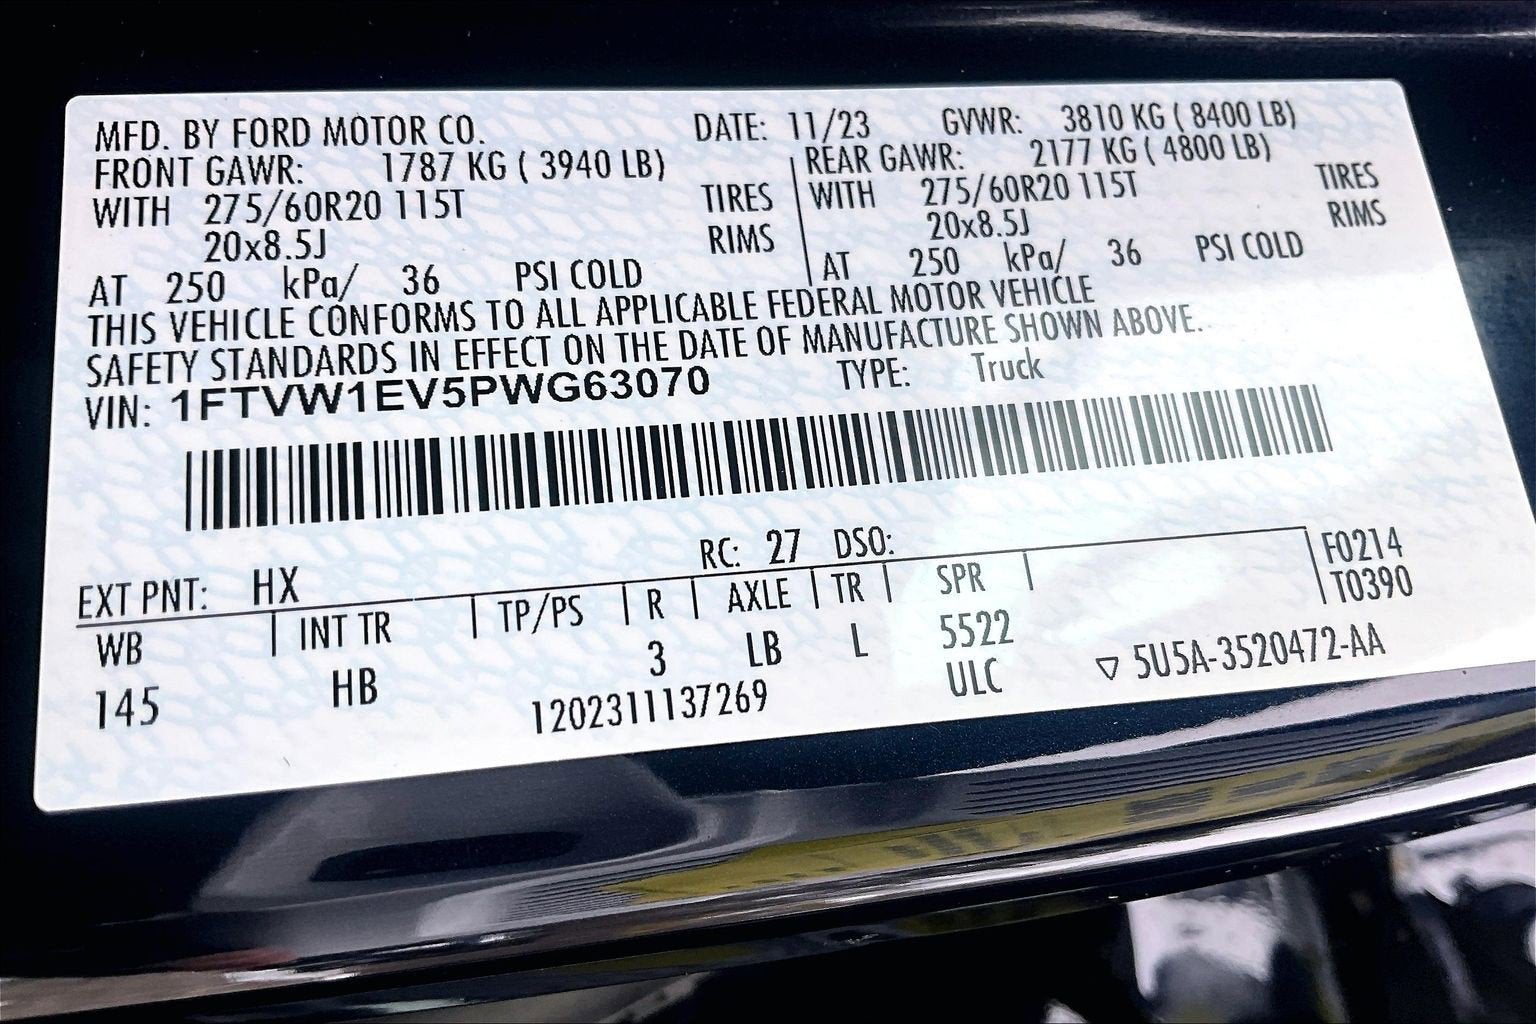 MFD. BY FORD MOTOR CO. DATE: 11/23 GVWR: 3810 KG ( 8400 LB)
FRONT GAWR: 1787 KG ( 3940 LB) REAR GAWR: 2177 KG ( 4800 LB)
WITH 275/60R20 115T TIRES WITH 275/60R20 115T TIRES
20x8.5J RIMS 20x8.5J RIMS
AT 250 kPa/ 36 PSI COLD AT 250 kPa/ 36 PSI COLD
THIS VEHICLE CONFORMS TO ALL APPLICABLE FEDERAL MOTOR VEHICLE
SAFETY STANDARDS IN EFFECT ON THE DATE OF MANUFACTURE SHOWN ABOVE.
VIN: 1FTVW1EV5PWG63070 TYPE: Truck
RC: 27 DSO: F0214
EXT PNT: HX T0390
WB INT TR TP/PS R AXLE TR SPR
145 HB 3 LB L 5522
1202311137269 ULC ▽ 5U5A-3520472-AA